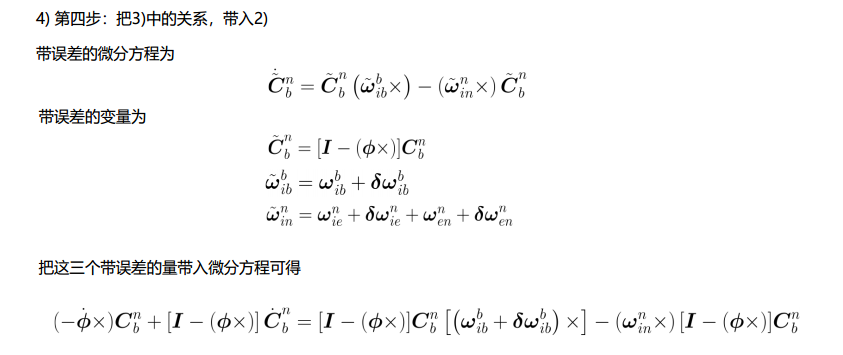 4) 第四步：把3)中的关系，带入2)
带误差的微分方程为
$\dot{\tilde{\boldsymbol{C}}}_b^n = \tilde{\boldsymbol{C}}_b^n \left( \tilde{\boldsymbol{\omega}}_{ib}^b \times \right) - \left( \tilde{\boldsymbol{\omega}}_{in}^n \times \right) \tilde{\boldsymbol{C}}_b^n$
带误差的变量为
$\tilde{\boldsymbol{C}}_b^n = [\boldsymbol{I} - (\boldsymbol{\phi} \times)] \boldsymbol{C}_b^n$
$\tilde{\boldsymbol{\omega}}_{ib}^b = \boldsymbol{\omega}_{ib}^b + \boldsymbol{\delta\omega}_{ib}^b$
$\tilde{\boldsymbol{\omega}}_{in}^n = \boldsymbol{\omega}_{ie}^n + \boldsymbol{\delta\omega}_{ie}^n + \boldsymbol{\omega}_{en}^n + \boldsymbol{\delta\omega}_{en}^n$
把这三个带误差的量带入微分方程可得
$(-\dot{\boldsymbol{\phi}} \times) \boldsymbol{C}_b^n + [\boldsymbol{I} - (\boldsymbol{\phi} \times)] \dot{\boldsymbol{C}}_b^n = [\boldsymbol{I} - (\boldsymbol{\phi} \times)] \boldsymbol{C}_b^n \left[ \left( \boldsymbol{\omega}_{ib}^b + \boldsymbol{\delta\omega}_{ib}^b \right) \times \right] - \left( \boldsymbol{\omega}_{in}^n \times \right) [\boldsymbol{I} - (\boldsymbol{\phi} \times)] \boldsymbol{C}_b^n$